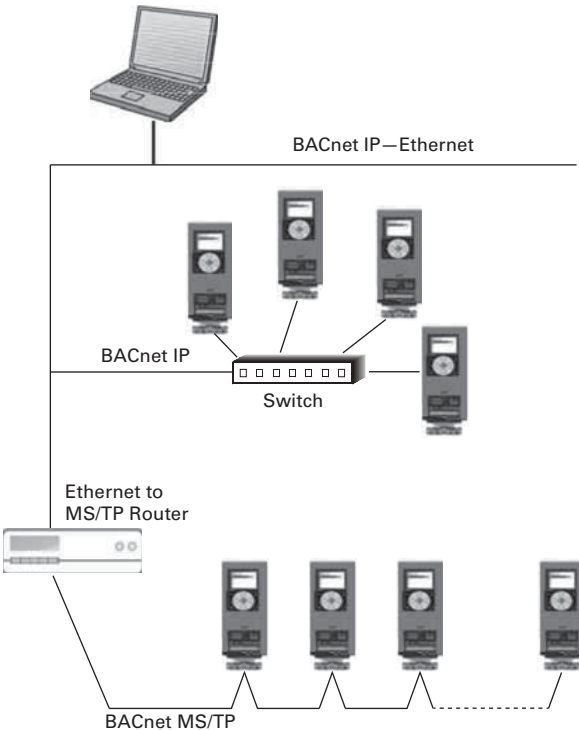 BACnet IP—Ethernet
BACnet IP
Switch
Ethernet to
MS/TP Router
BACnet MS/TP